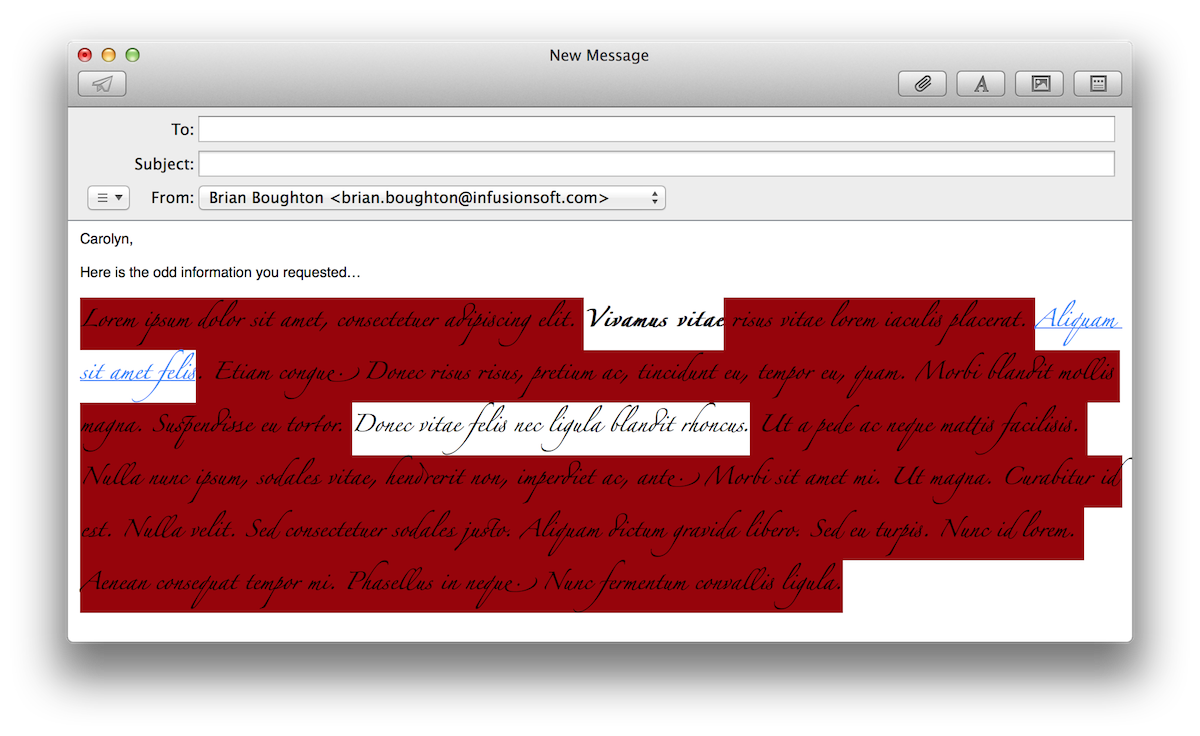 New Message
To:
Subject:
From: Brian Boughton <brian.boughton@infusionsoft.com>
Carolyn,
Here is the odd information you requested…
Lorem ipsum dolor sit amet, consectetuer adipiscing elit. Vivamus vitae risus vitae lorem iaculis placerat. Aliquam
sit amet felis. Etiam congue. Donec risus risus, pretium ac, tincidunt eu, tempor eu, quam. Morbi blandit mollis
magna. Suspendisse eu tortor. Donec vitae felis nec ligula blandit rhoncus. Ut a pede ac neque mattis facilisis.
Nulla nunc ipsum, sodales vitae, hendrerit non, imperdiet ac, ante. Morbi sit amet mi. Ut magna. Curabitur id
est. Nulla velit. Sed consectetuer sodales justo. Aliquam dictum gravida libero. Sed eu turpis. Nunc id lorem.
Aenean consequat tempor mi. Phasellus in neque. Nunc fermentum convallis ligula.